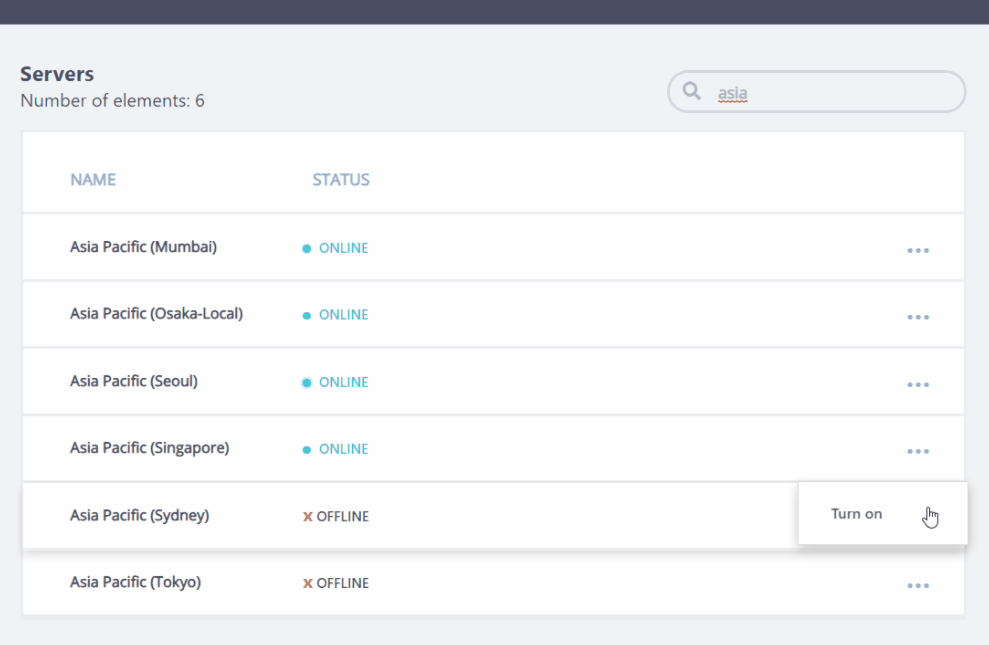 Servers
Number of elements: 6
asia
NAME STATUS
Asia Pacific (Mumbai) ONLINE
Asia Pacific (Osaka-Local) ONLINE
Asia Pacific (Seoul) ONLINE
Asia Pacific (Singapore) ONLINE
Asia Pacific (Sydney) x OFFLINE Turn on
Asia Pacific (Tokyo) x OFFLINE